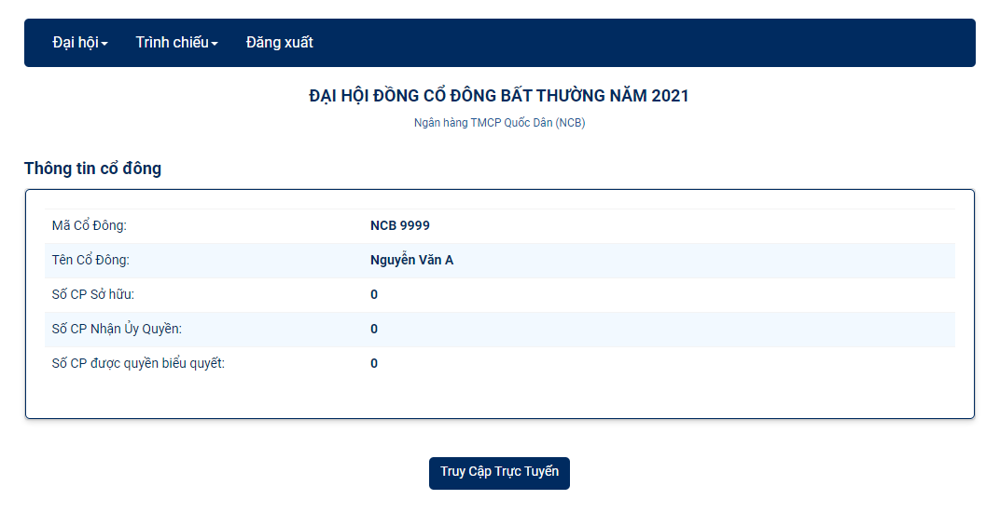 Đại hội Trình chiếu Đăng xuất
ĐẠI HỘI ĐỒNG CỔ ĐÔNG BẤT THƯỜNG NĂM 2021
Ngân hàng TMCP Quốc Dân (NCB)
Thông tin cổ đông
Mã Cổ Đông: NCB 9999
Tên Cổ Đông: Nguyễn Văn A
Số CP Sở hữu: 0
Số CP Nhận Ủy Quyền: 0
Số CP được quyền biểu quyết: 0
Truy Cập Trực Tuyến